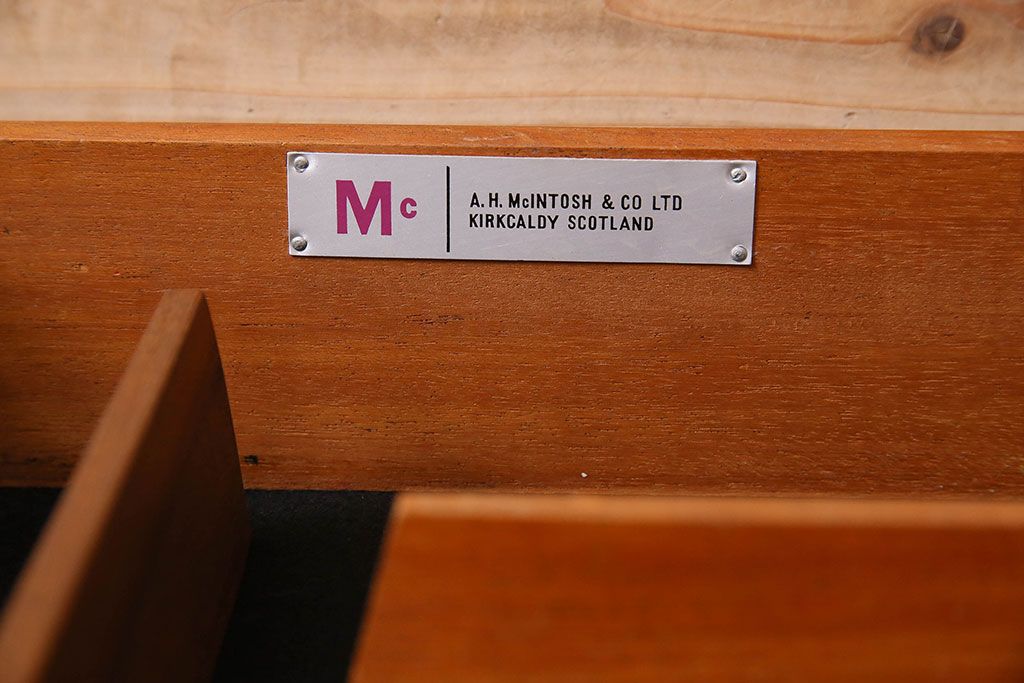 Mc
A.H. McINTOSH & CO LTD
KIRKCALDY SCOTLAND